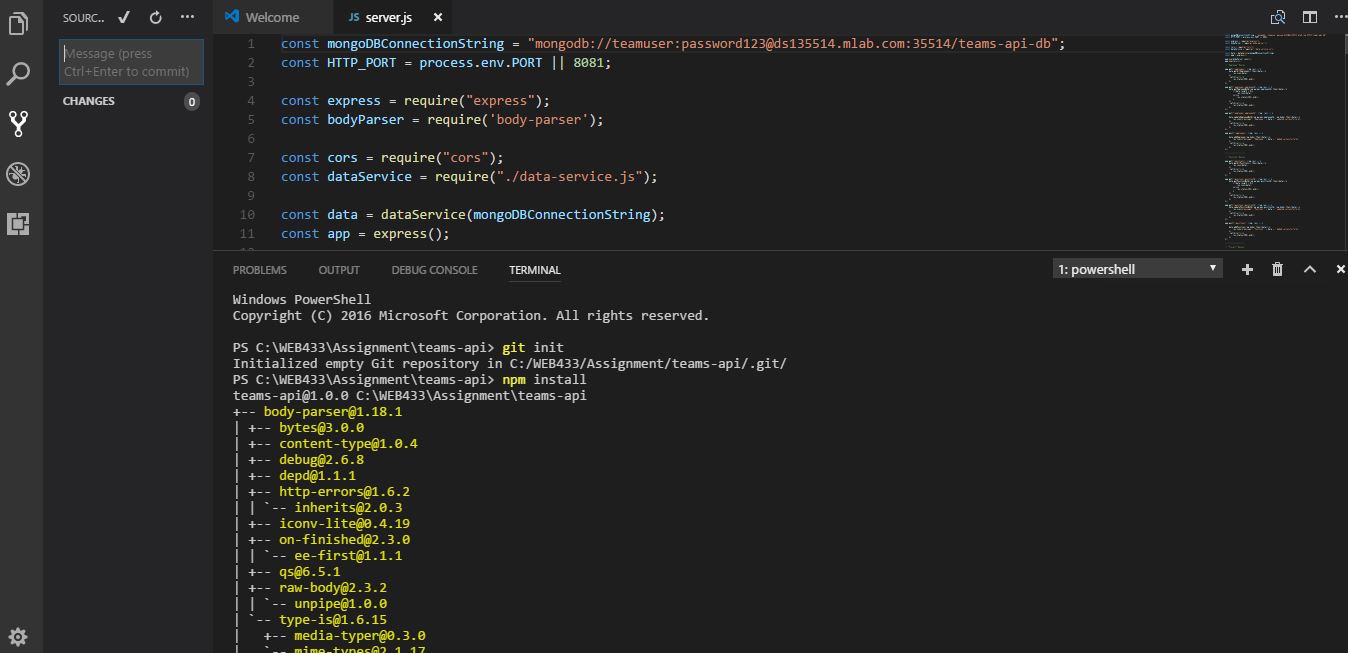 SOURC..
Message (press
Ctrl+Enter to commit)
CHANGES 0
Welcome
JS server.js
1 const mongoDBConnectionString = "mongodb://teamuser:password123@ds135514.mlab.com:35514/teams-api-db";
2 const HTTP_PORT = process.env.PORT || 8081;
3
4 const express = require("express");
5 const bodyParser = require('body-parser');
6
7 const cors = require("cors");
8 const dataService = require("./data-service.js");
9
10 const data = dataService(mongoDBConnectionString);
11 const app = express();
PROBLEMS OUTPUT DEBUG CONSOLE TERMINAL 1: powershell
Windows PowerShell
Copyright (C) 2016 Microsoft Corporation. All rights reserved.
PS C:\WEB433\Assignment\teams-api> git init
Initialized empty Git repository in C:/WEB433/Assignment/teams-api/.git/
PS C:\WEB433\Assignment\teams-api> npm install
teams-api@1.0.0 C:\WEB433\Assignment\teams-api
+-- body-parser@1.18.1
| +-- bytes@3.0.0
| +-- content-type@1.0.4
| +-- debug@2.6.8
| +-- depd@1.1.1
| +-- http-errors@1.6.2
| | `-- inherits@2.0.3
| +-- iconv-lite@0.4.19
| +-- on-finished@2.3.0
| | `-- ee-first@1.1.1
| +-- qs@6.5.1
| +-- raw-body@2.3.2
| | `-- unpipe@1.0.0
| `-- type-is@1.6.15
|   +-- media-typer@0.3.0
|   `-- mime-types@2.1.17